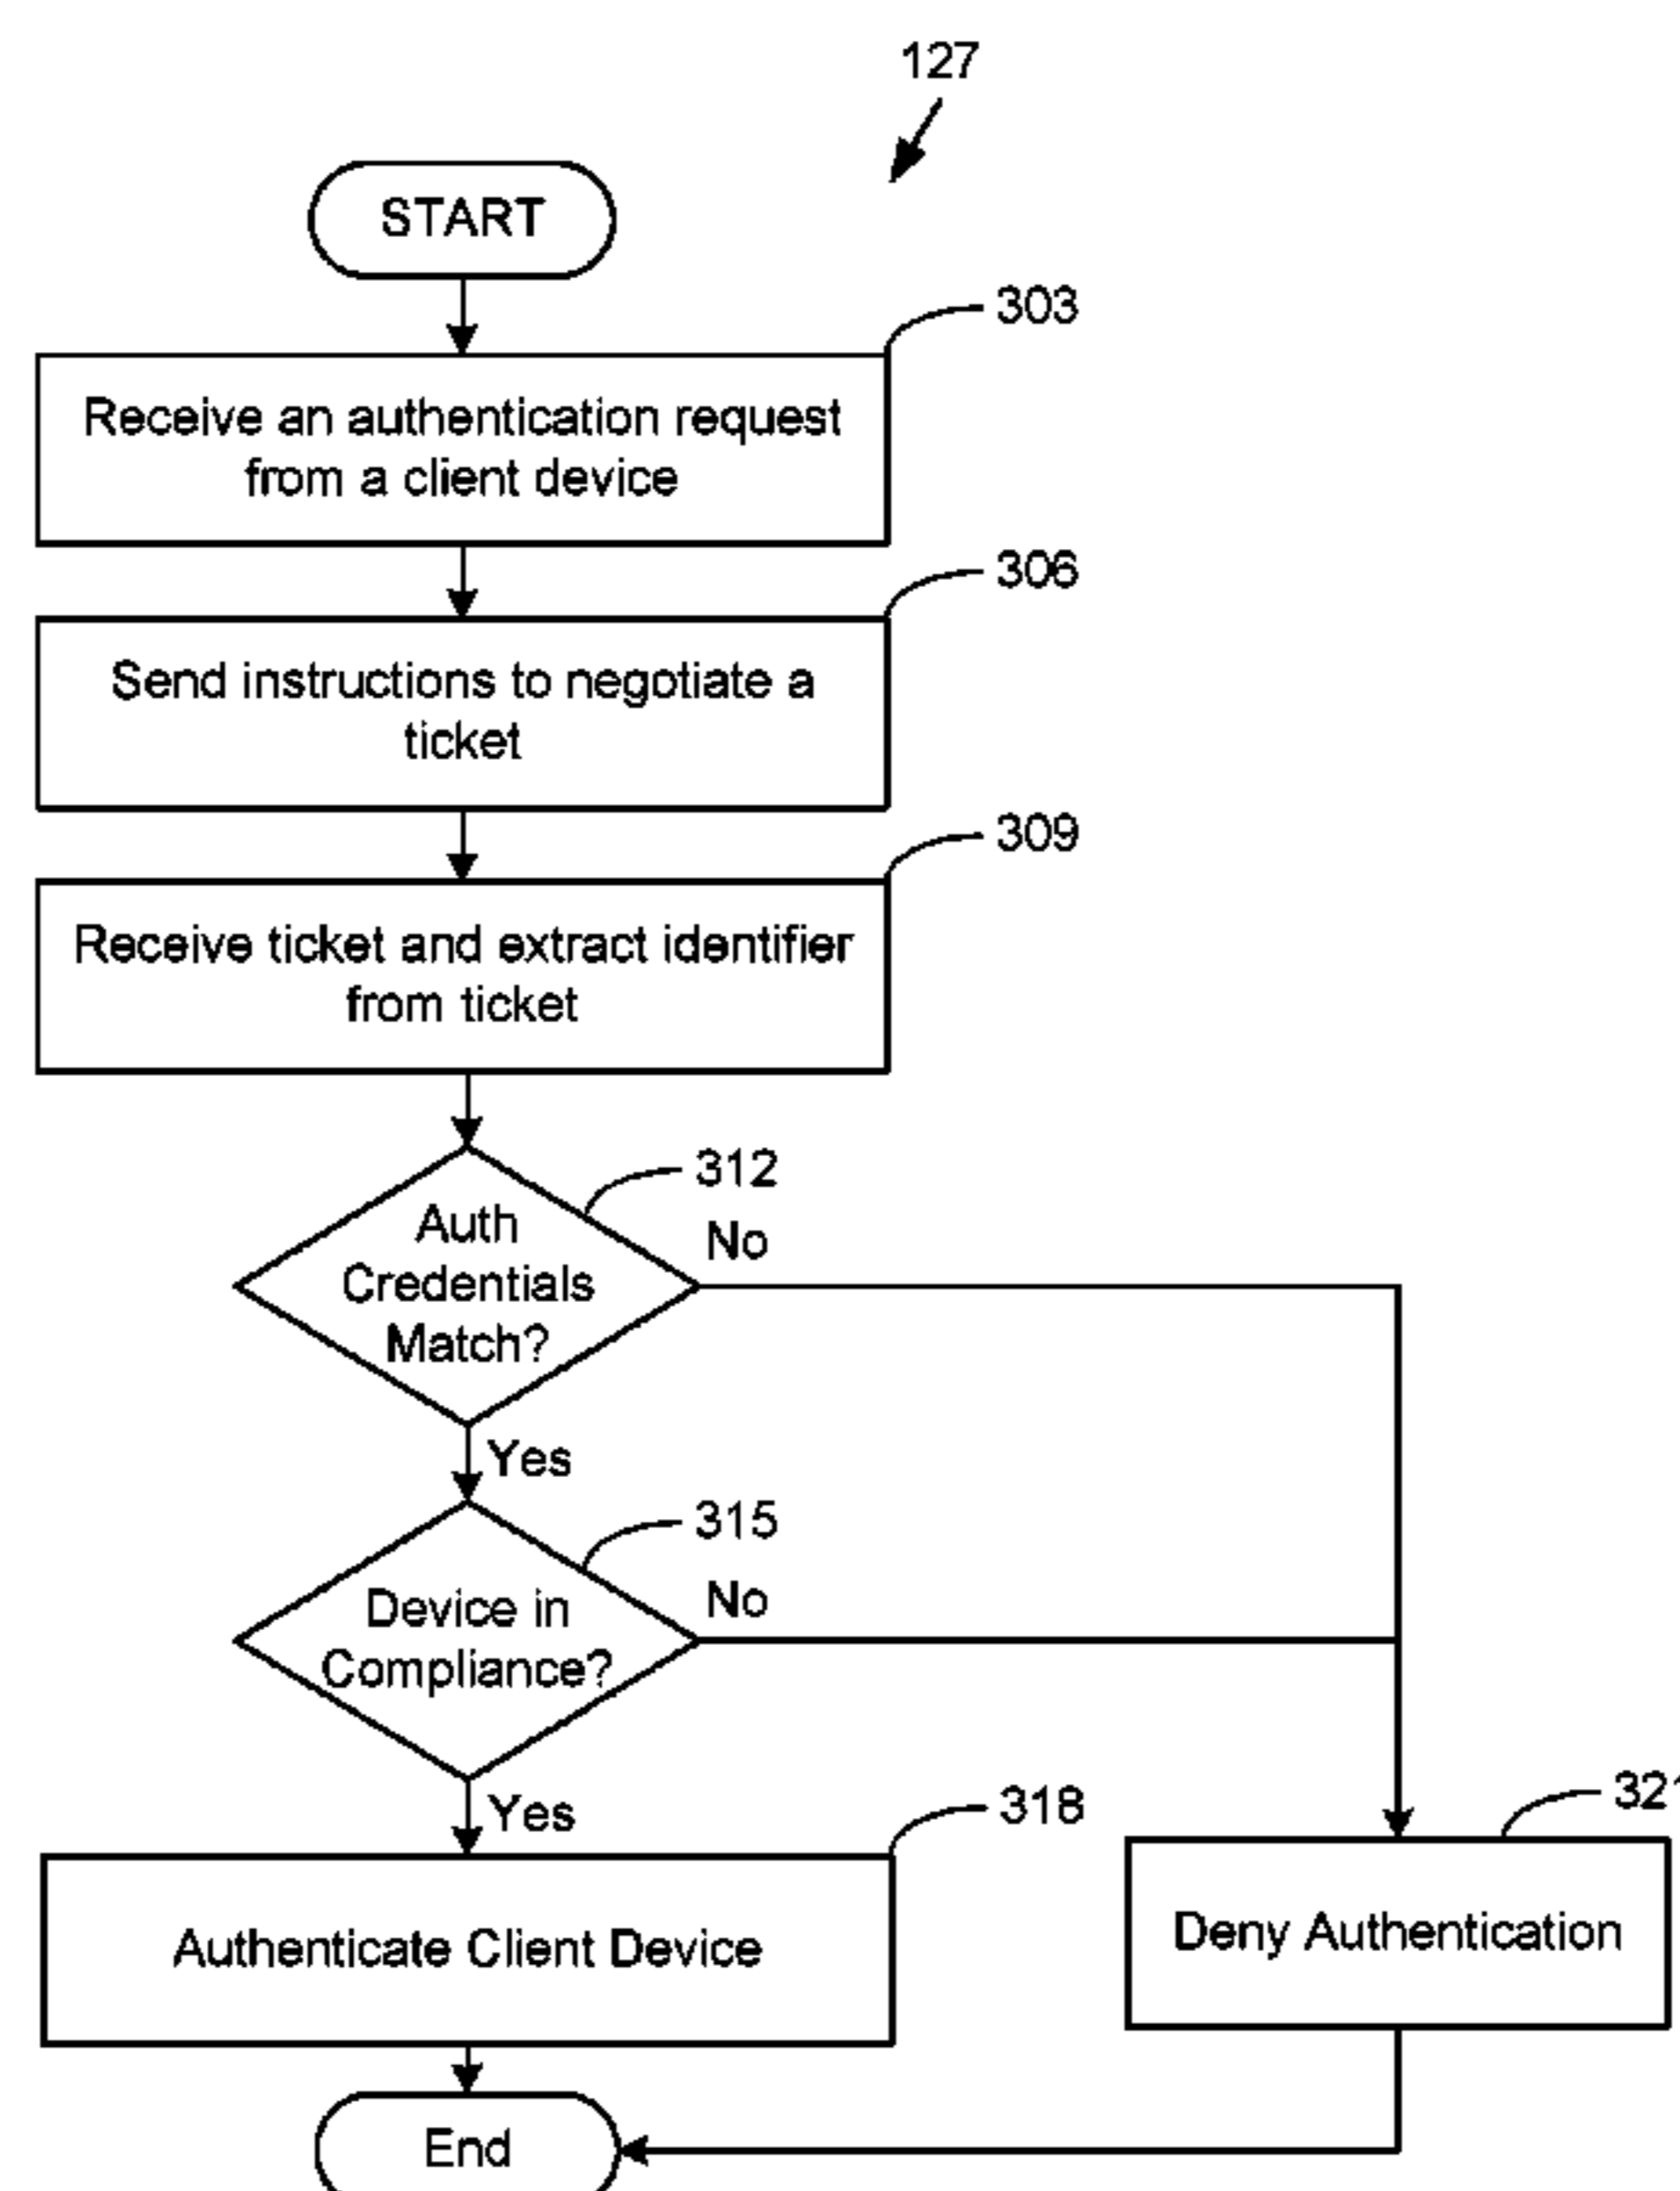 127
START
303
Receive an authentication request
from a client device
306
Send instructions to negotiate a
ticket
309
Receive ticket and extract identifier
from ticket
312
Auth
Credentials
Match?
No
Yes
315
Device in
Compliance?
No
Yes
318
Authenticate Client Device
321
Deny Authentication
End